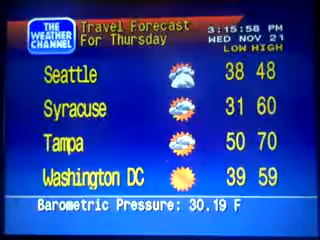 THE
WEATHER
CHANNEL
Travel Forecast
For Thursday
3:15:58 PM
WED NOV 21
LOW HIGH
Seattle 38 48
Syracuse 31 60
Tampa 50 70
Washington DC 39 59
Barometric Pressure: 30.19 F